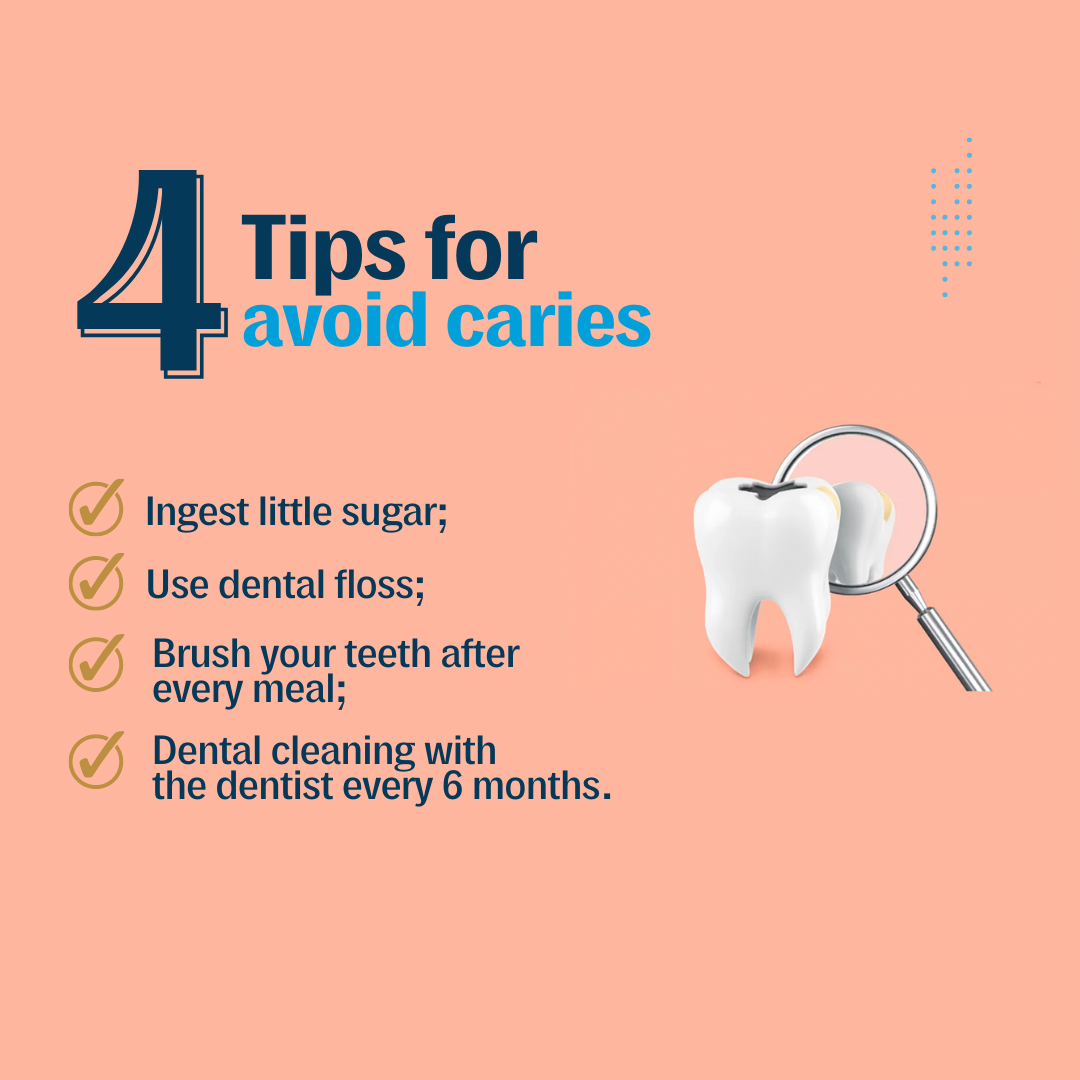 4 Tips for
avoid caries
Ingest little sugar;
Use dental floss;
Brush your teeth after
every meal;
Dental cleaning with
the dentist every 6 months.